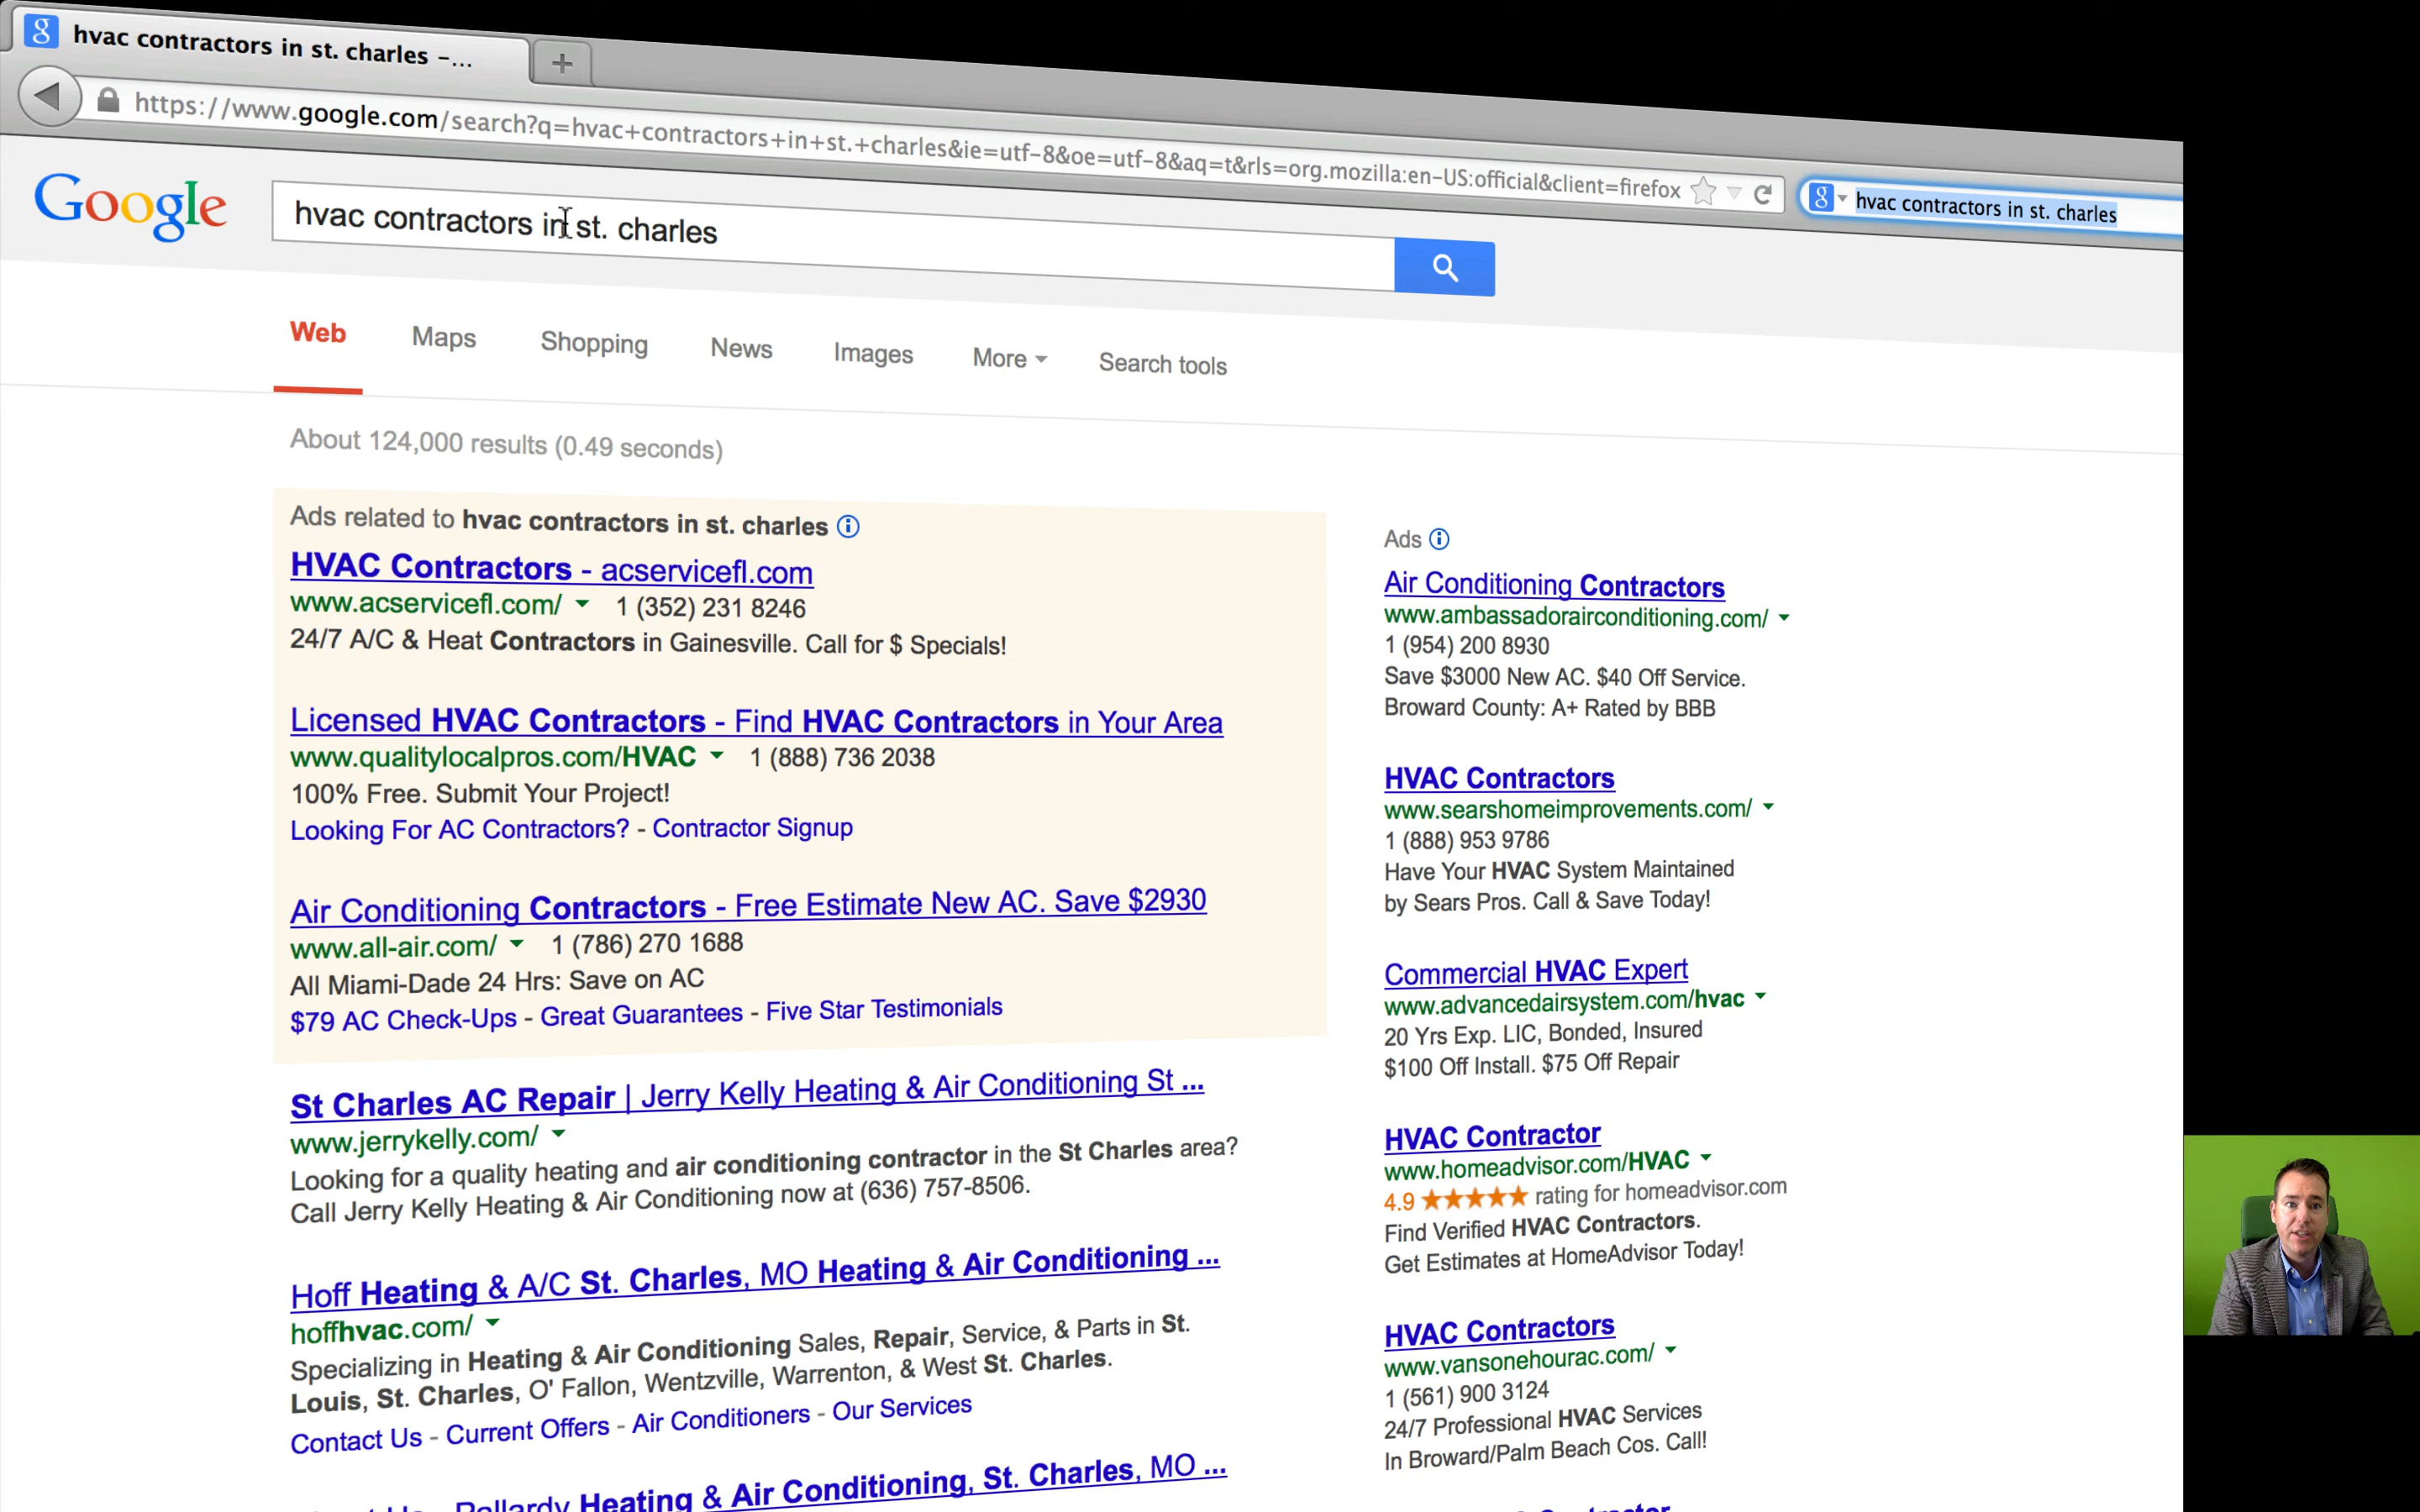 hvac contractors in st. charles –...
https://www.google.com/search?q=hvac+contractors+in+st.+charles&ie=utf-8&oe=utf-8&aq=t&rls=org.mozilla:en-US:official&client=firefox
hvac contractors in st. charles
Google
hvac contractors in st. charles
Web Maps Shopping News Images More Search tools
About 124,000 results (0.49 seconds)
Ads related to hvac contractors in st. charles
HVAC Contractors - acservicefl.com
www.acservicefl.com/ 1 (352) 231 8246
24/7 A/C & Heat Contractors in Gainesville. Call for $ Specials!
Licensed HVAC Contractors - Find HVAC Contractors in Your Area
www.qualitylocalpros.com/HVAC 1 (888) 736 2038
100% Free. Submit Your Project!
Looking For AC Contractors? - Contractor Signup
Air Conditioning Contractors - Free Estimate New AC. Save $2930
www.all-air.com/ 1 (786) 270 1688
All Miami-Dade 24 Hrs: Save on AC
$79 AC Check-Ups - Great Guarantees - Five Star Testimonials
St Charles AC Repair | Jerry Kelly Heating & Air Conditioning St ...
www.jerrykelly.com/
Looking for a quality heating and air conditioning contractor in the St Charles area?
Call Jerry Kelly Heating & Air Conditioning now at (636) 757-8506.
Hoff Heating & A/C St. Charles, MO Heating & Air Conditioning ...
hoffhvac.com/
Specializing in Heating & Air Conditioning Sales, Repair, Service, & Parts in St.
Louis, St. Charles, O' Fallon, Wentzville, Warrenton, & West St. Charles.
Contact Us - Current Offers - Air Conditioners - Our Services
Heating & Air Conditioning, St. Charles, MO ...
Ads
Air Conditioning Contractors
www.ambassadorairconditioning.com/
1 (954) 200 8930
Save $3000 New AC. $40 Off Service.
Broward County: A+ Rated by BBB
HVAC Contractors
www.searshomeimprovements.com/
1 (888) 953 9786
Have Your HVAC System Maintained
by Sears Pros. Call & Save Today!
Commercial HVAC Expert
www.advancedairsystem.com/hvac
20 Yrs Exp. LIC, Bonded, Insured
$100 Off Install. $75 Off Repair
HVAC Contractor
www.homeadvisor.com/HVAC
4.9 ★★★★★ rating for homeadvisor.com
Find Verified HVAC Contractors.
Get Estimates at HomeAdvisor Today!
HVAC Contractors
www.vansonehourac.com/
1 (561) 900 3124
24/7 Professional HVAC Services
In Broward/Palm Beach Cos. Call!